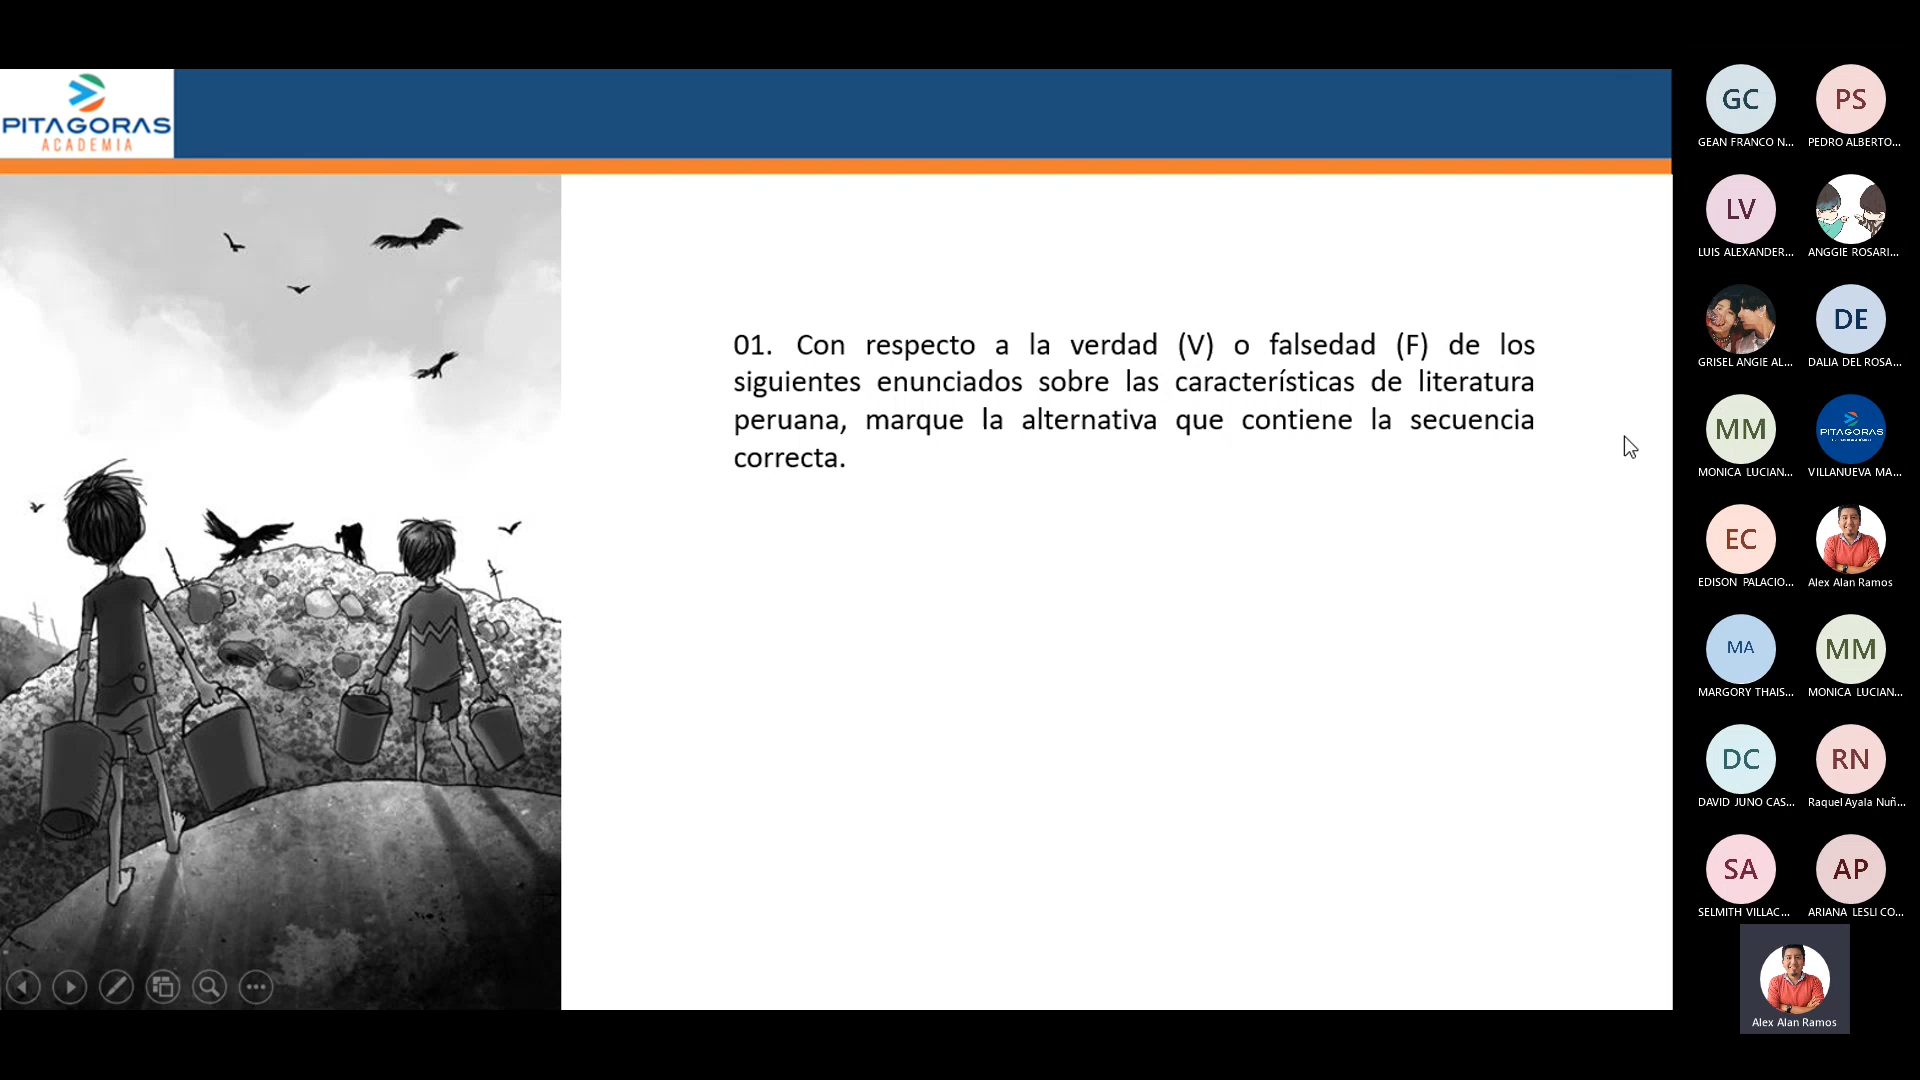 PITAGORAS
ACADEMIA
01. Con respecto a la verdad (V) o falsedad (F) de los
siguientes enunciados sobre las características de literatura
peruana, marque la alternativa que contiene la secuencia
correcta.
GC
PS
GEAN FRANCO N...
PEDRO ALBERTO...
LV
LUIS ALEXANDER...
ANGGIE ROSARI...
DE
GRISEL ANGIE AL...
DALIA DEL ROSA...
MM
PITAGORAS
MONICA LUCIAN...
VILLANUEVA MA...
EC
EDISON PALACIO...
Alex Alan Ramos
MA
MM
MARGORY THAIS...
MONICA LUCIAN...
DC
RN
DAVID JUNO CAS...
Raquel Ayala Nuñ...
SA
AP
SELMITH VILLAC...
ARIANA LESLI CO...
Alex Alan Ramos